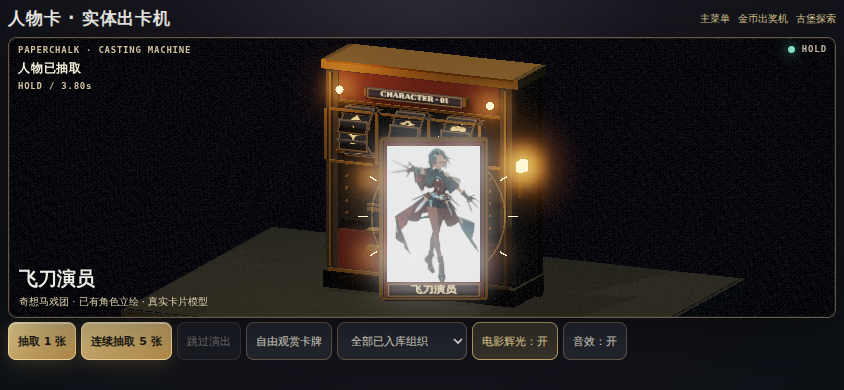 人物卡 · 实体出卡机
主菜单 金币出奖机 古堡探索
PAPERCHALK · CASTING MACHINE
人物已抽取
HOLD / 3.80s
HOLD
CHARACTER · 01
飞刀演员
飞刀演员
奇想马戏团 · 已有角色立绘 · 真实卡片模型
抽取 1 张
连续抽取 5 张
跳过演出
自由观赏卡牌
全部已入库组织
电影辉光：开
音效：开